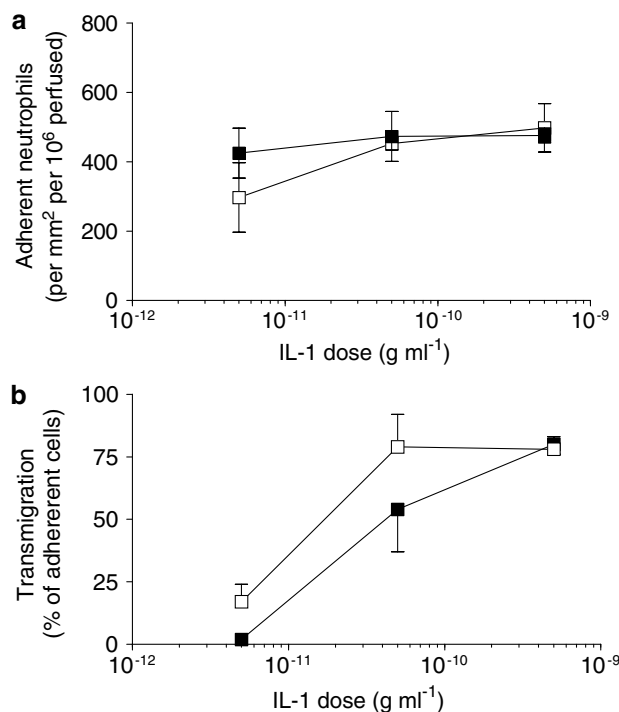 a
800
600
400
200
0
Adherent neutrophils
(per mm² per 10⁶ perfused)
10⁻¹² 10⁻¹¹ 10⁻¹⁰ 10⁻⁹
IL-1 dose (g ml⁻¹)
b
100
75
50
25
0
Transmigration
(% of adhererent cells)
10⁻¹² 10⁻¹¹ 10⁻¹⁰ 10⁻⁹
IL-1 dose (g ml⁻¹)